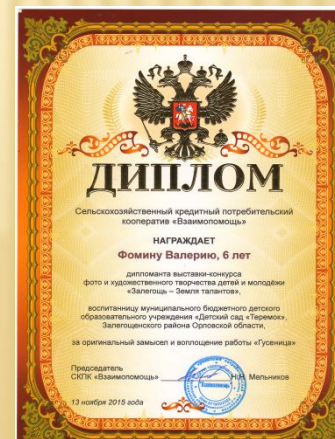 ДИПЛОМ
Сельскохозяйственный кредитный потребительский
кооператив «Взаимопомощь»
НАГРАЖДАЕТ
Фомину Валерию, 6 лет
дипломанта выставки-конкурса
фото и художественного творчества детей и молодёжи
«Залегощь – Земля талантов»,
воспитанницу муниципального бюджетного детского
образовательного учреждения «Детский сад «Теремок»,
Залегощенского района Орловской области,
за оригинальный замысел и воплощение работы «Гусеница»
Председатель
СКПК «Взаимопомощь» Н.Н. Мельников
13 ноября 2015 года